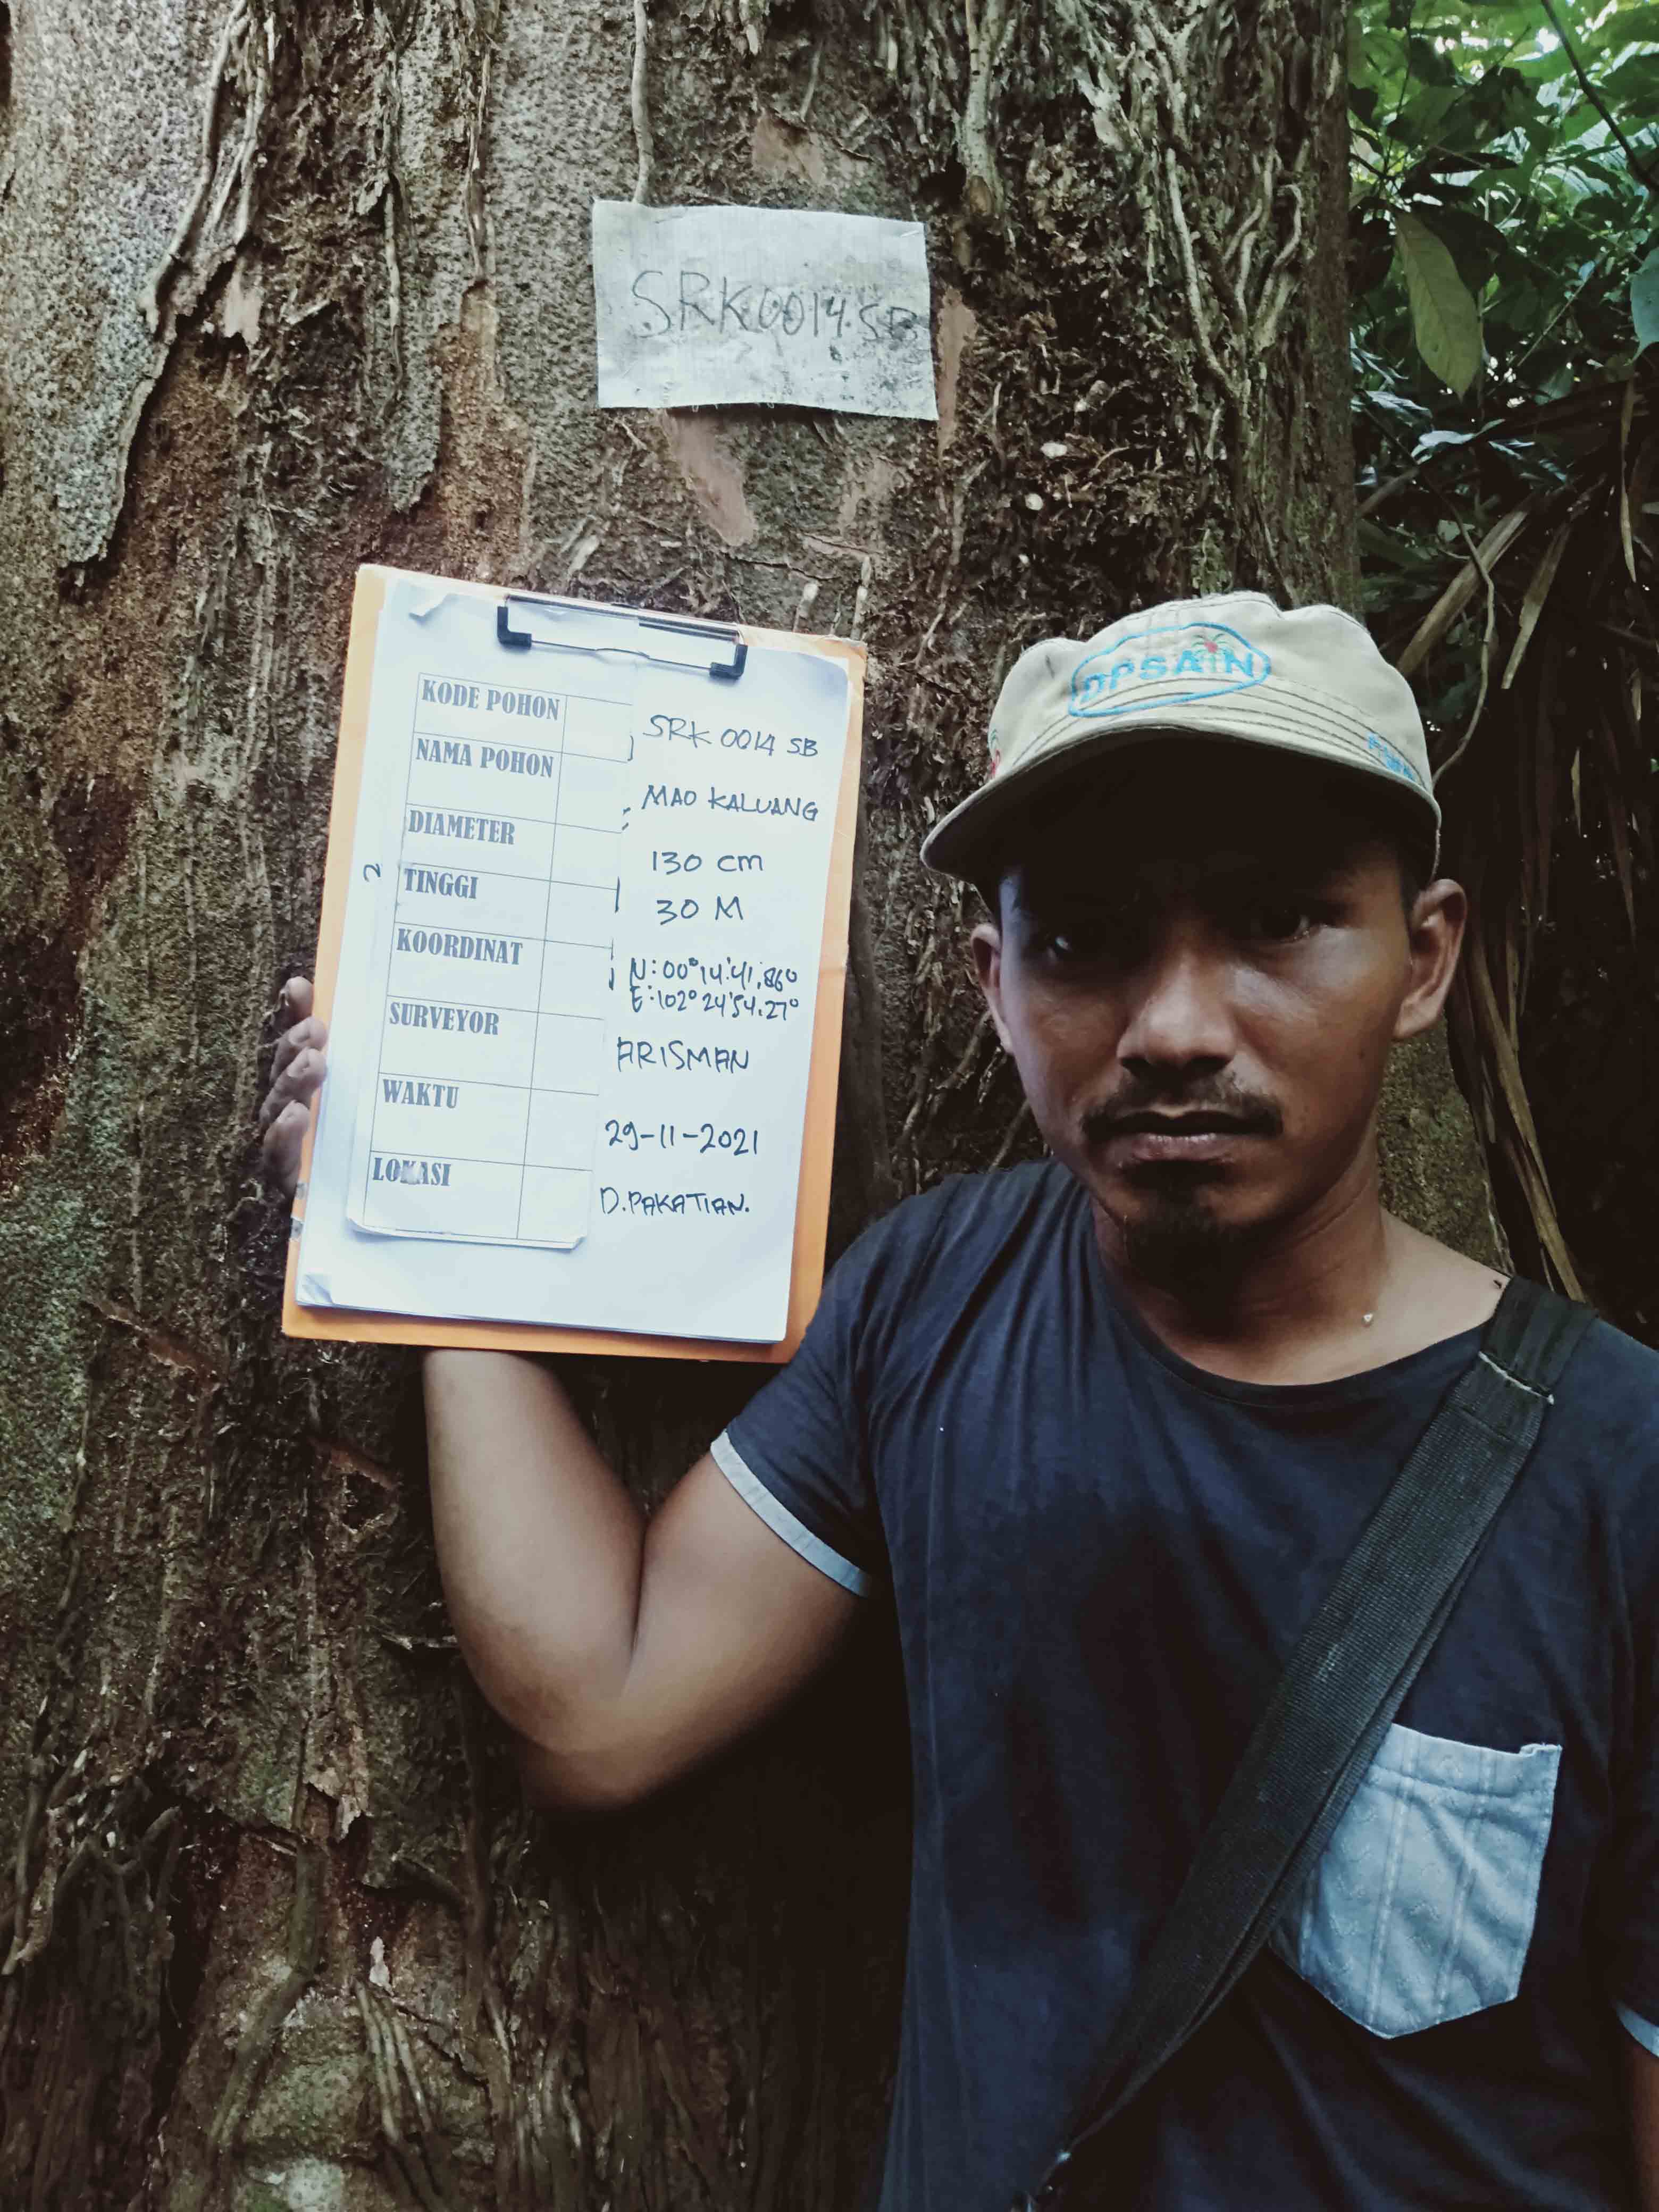 SRK0014.SB
KODE POHON SRK 0014 SB
NAMA POHON MAO KALUANG
DIAMETER 130 cm
TINGGI 30 M
KOORDINAT N:00°14'41,860
E:102°24'54.27°
SURVEYOR ARISMAN
WAKTU 29-11-2021
LOKASI D.PAKATIAN.
2
OPSAIN